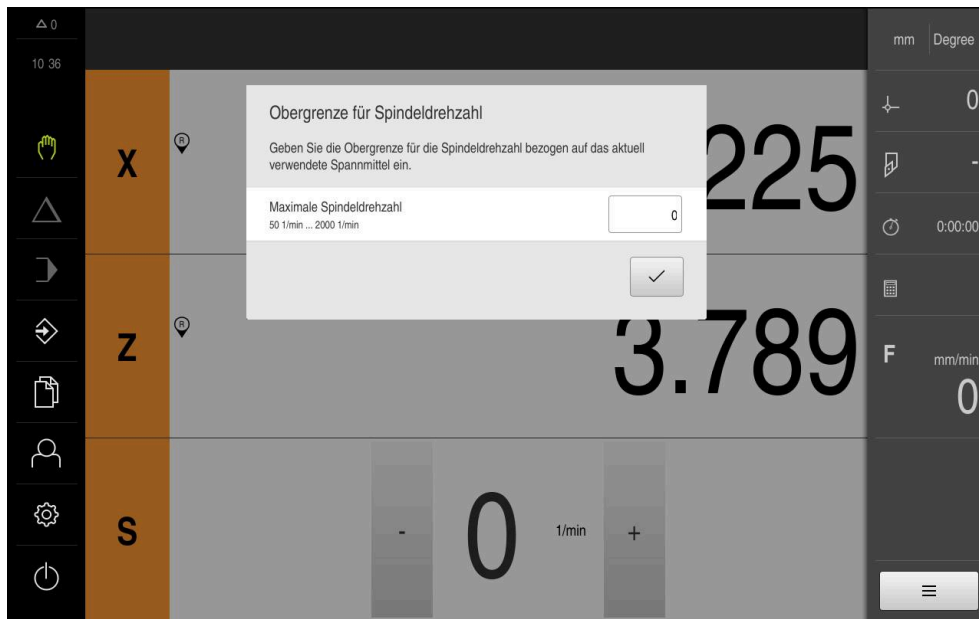 0
10 36
X
R
225
Obergrenze für Spindeldrehzahl
Geben Sie die Obergrenze für die Spindeldrehzahl bezogen auf das aktuell
verwendete Spannmittel ein.
Maximale Spindeldrehzahl
50 1/min ... 2000 1/min
0
Z
R
3.789
S
-
0
1/min
+
mm
Degree
0
-
0:00:00
F
mm/min
0